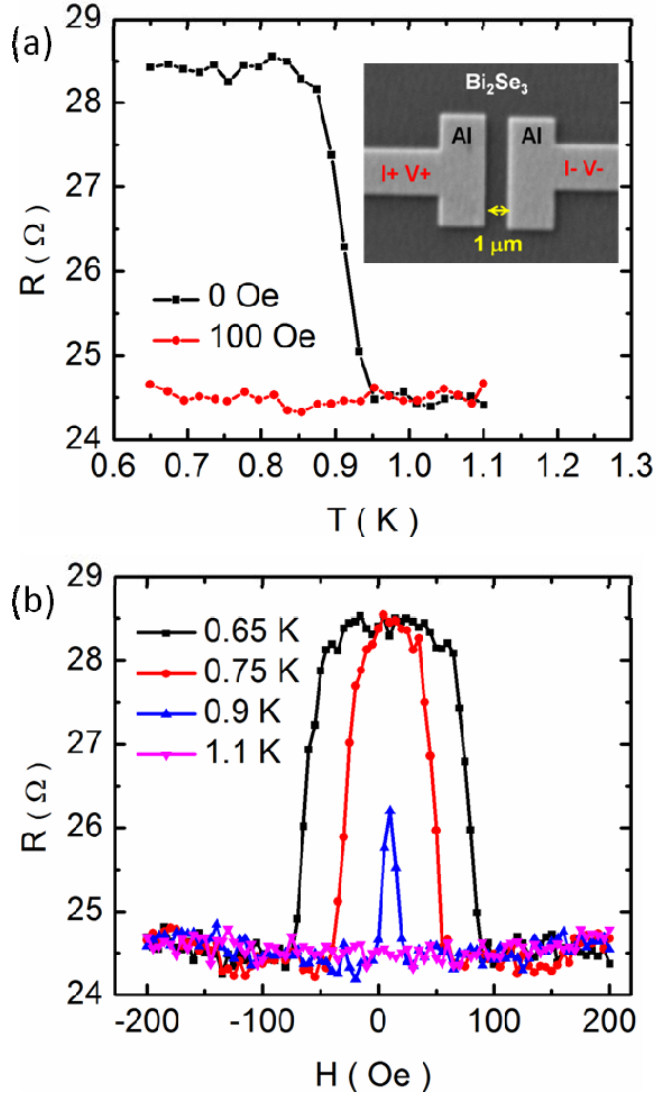 (a)
29
28
27
26
25
24
R (Ω)
0.6 0.7 0.8 0.9 1.0 1.1 1.2 1.3
T ( K )
0 Oe
100 Oe
Bi₂Se₃
Al Al
I+ V+ I- V-
1 μm
(b)
29
28
27
26
25
24
R (Ω)
-200 -100 0 100 200
H ( Oe )
0.65 K
0.75 K
0.9 K
1.1 K